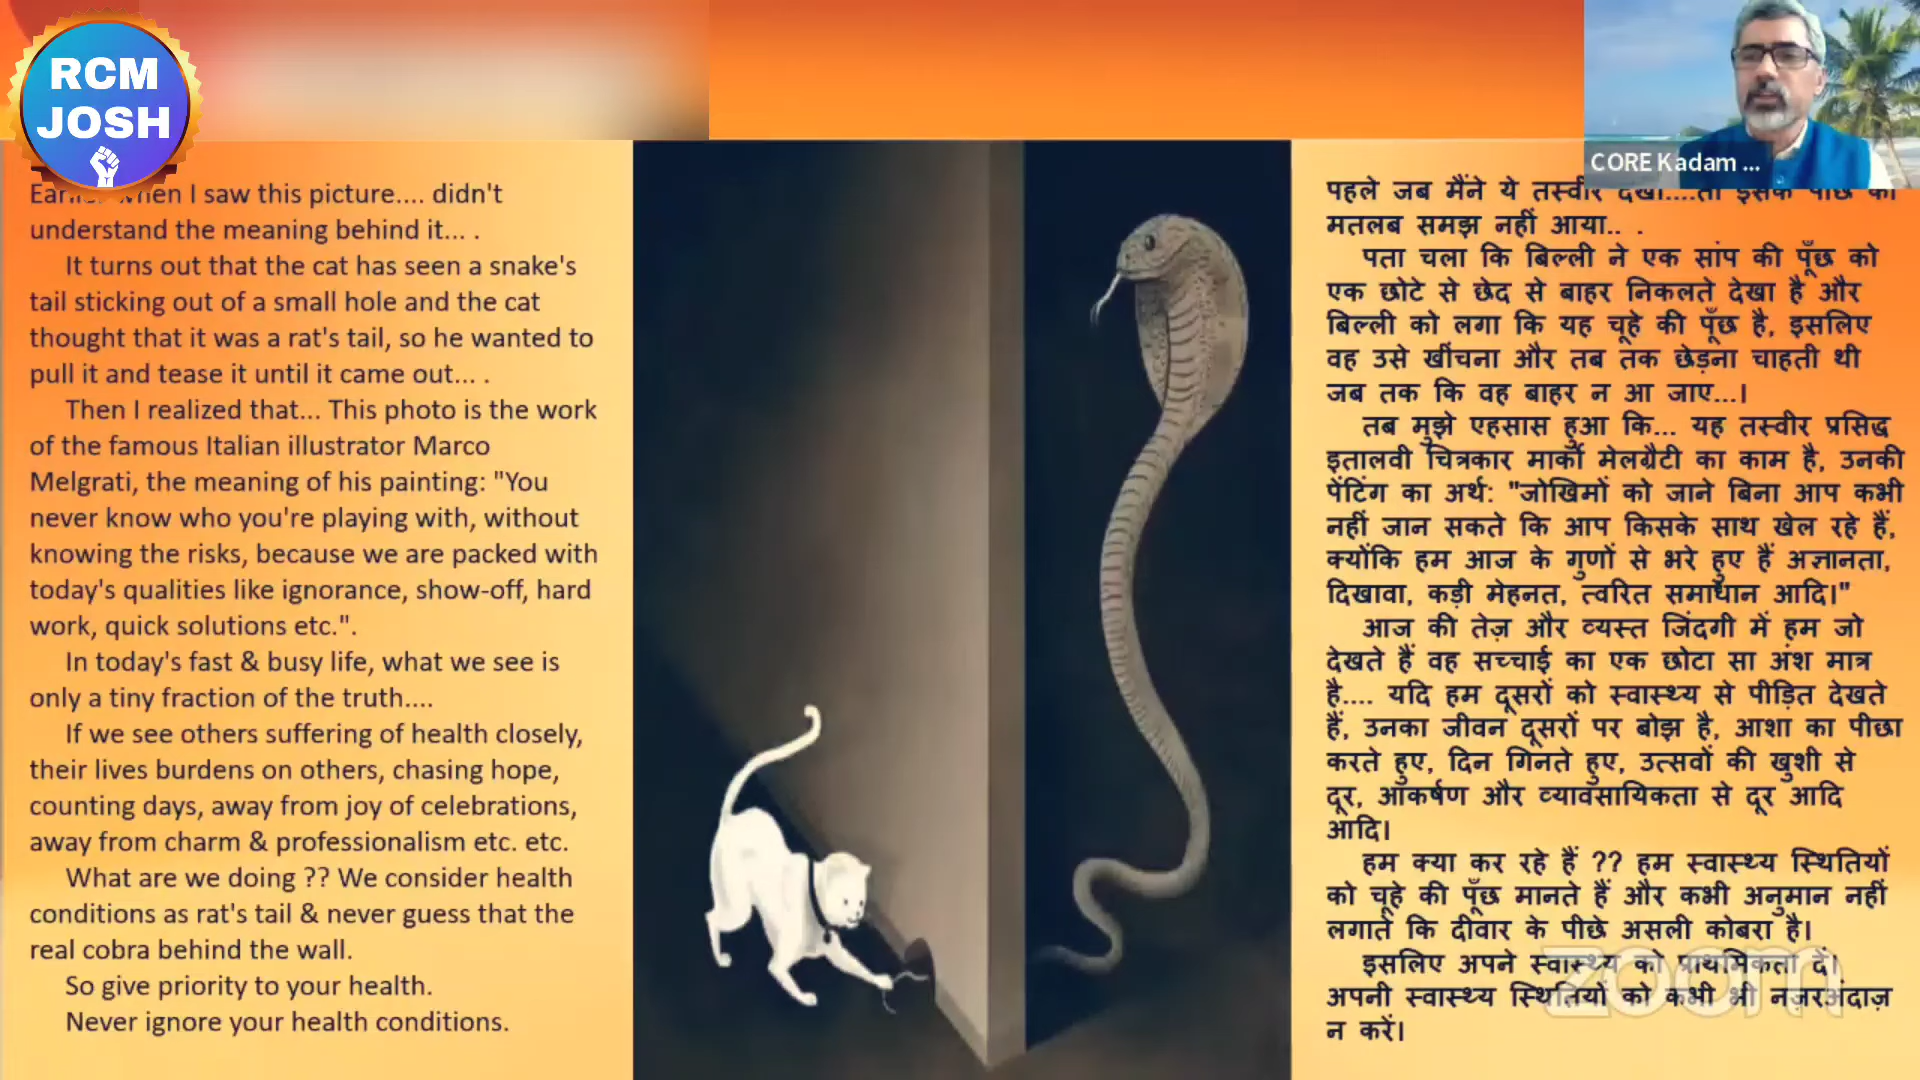 RCM
JOSH
CORE Kadam ...
when I saw this picture.... didn't
understand the meaning behind it... .
It turns out that the cat has seen a snake's
tail sticking out of a small hole and the cat
thought that it was a rat's tail, so he wanted to
pull it and tease it until it came out... .
Then I realized that... This photo is the work
of the famous Italian illustrator Marco
Melgrati, the meaning of his painting: "You
never know who you're playing with, without
knowing the risks, because we are packed with
today's qualities like ignorance, show-off, hard
work, quick solutions etc.".
In today's fast & busy life, what we see is
only a tiny fraction of the truth....
If we see others suffering of health closely,
their lives burdens on others, chasing hope,
counting days, away from joy of celebrations,
away from charm & professionalism etc. etc.
What are we doing ?? We consider health
conditions as rat's tail & never guess that the
real cobra behind the wall.
So give priority to your health.
Never ignore your health conditions.
पहले जब मैंने ये तस्वीर देखी....तो इसके पीछे का
मतलब समझ नहीं आया.. .
पता चला कि बिल्ली ने एक सांप की पूँछ को
एक छोटे से छेद से बाहर निकलते देखा है और
बिल्ली को लगा कि यह चूहे की पूँछ है, इसलिए
वह उसे खींचना और तब तक छेड़ना चाहती थी
जब तक कि वह बाहर न आ जाए...।
तब मुझे एहसास हुआ कि... यह तस्वीर प्रसिद्ध
इतालवी चित्रकार मार्को मेलग्रैटी का काम है, उनकी
पेंटिंग का अर्थ: "जोखिमों को जाने बिना आप कभी
नहीं जान सकते कि आप किसके साथ खेल रहे हैं,
क्योंकि हम आज के गुणों से भरे हुए हैं अज्ञानता,
दिखावा, कड़ी मेहनत, त्वरित समाधान आदि।"
आज की तेज़ और व्यस्त जिंदगी में हम जो
देखते हैं वह सच्चाई का एक छोटा सा अंश मात्र
है.... यदि हम दूसरों को स्वास्थ्य से पीड़ित देखते
हैं, उनका जीवन दूसरों पर बोझ है, आशा का पीछा
करते हुए, दिन गिनते हुए, उत्सवों की खुशी से
दूर, आकर्षण और व्यावसायिकता से दूर आदि
आदि।
हम क्या कर रहे हैं ?? हम स्वास्थ्य स्थितियों
को चूहे की पूँछ मानते हैं और कभी अनुमान नहीं
लगाते कि दीवार के पीछे असली कोबरा है।
इसलिए अपने स्वास्थ्य को प्राथमिकता दें।
अपनी स्वास्थ्य स्थितियों को कभी भी नज़रअंदाज़
न करें।
zoom